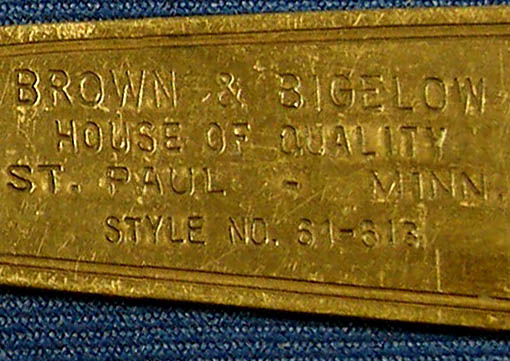 BROWN & BIGELOW
HOUSE OF QUALITY
ST. PAUL - MINN.
STYLE NO. 61-613